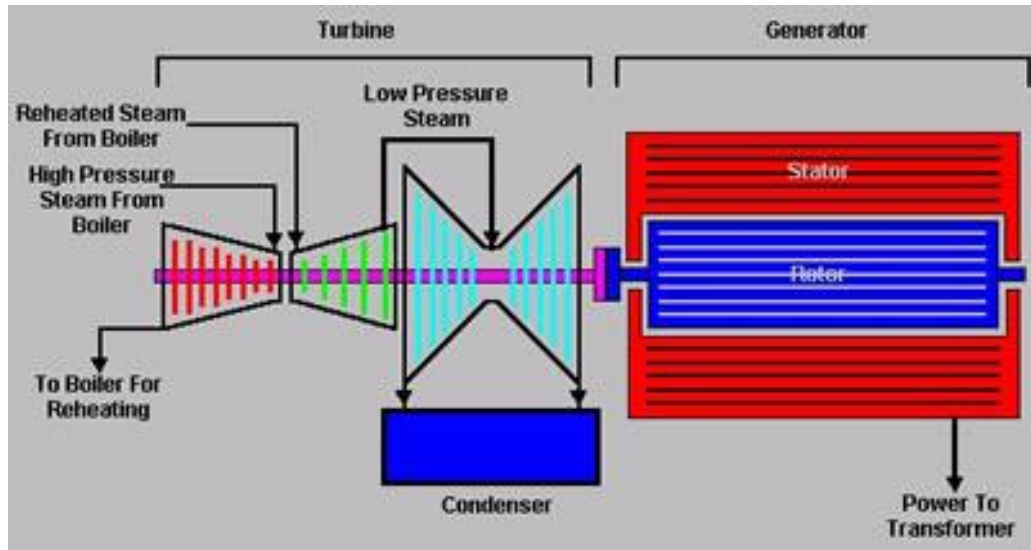 Turbine
Generator
Low Pressure
Steam
Reheated Steam
From Boiler
High Pressure
Steam From
Boiler
Stator
Rotor
To Boiler For
Reheating
Condenser
Power To
Transformer